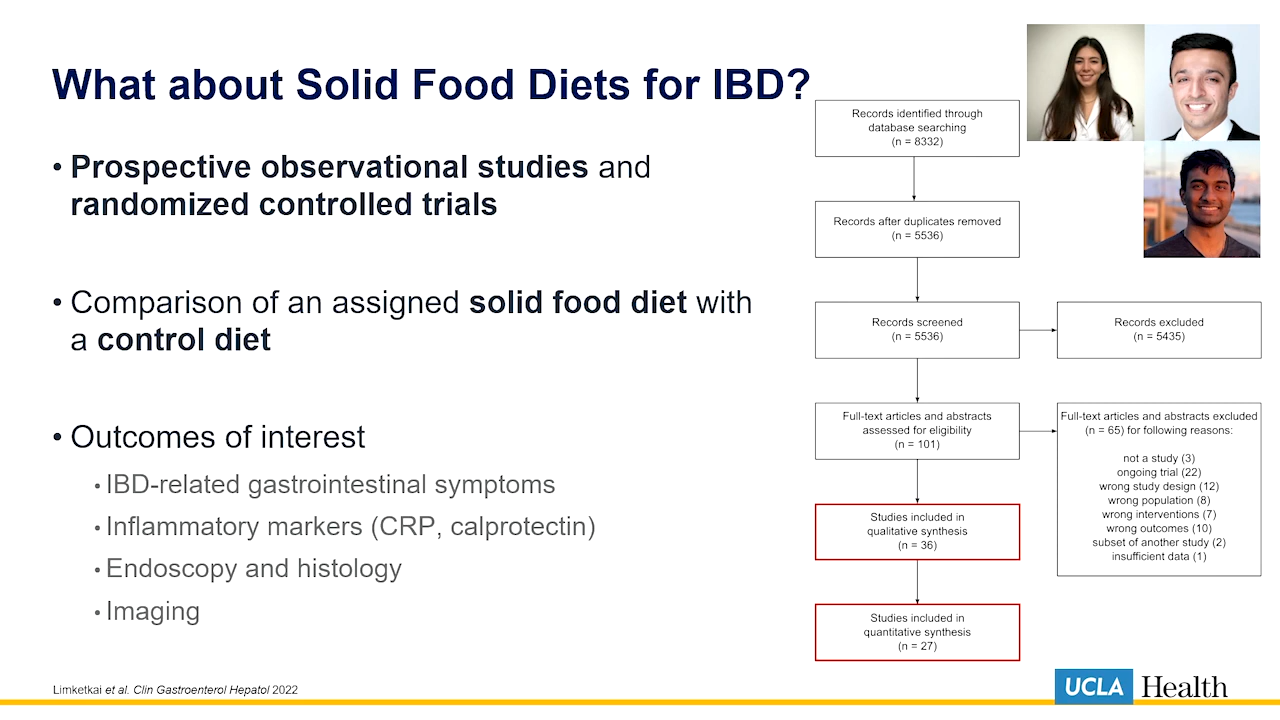 What about Solid Food Diets for IBD?
• Prospective observational studies and
randomized controlled trials
• Comparison of an assigned solid food diet with
a control diet
• Outcomes of interest
• IBD-related gastrointestinal symptoms
• Inflammatory markers (CRP, calprotectin)
• Endoscopy and histology
• Imaging
Records identified through
database searching
(n = 8332)
Records after duplicates removed
(n = 5536)
Records screened
(n = 5536)
Records excluded
(n = 5435)
Full-text articles and abstracts
assessed for eligibility
(n = 101)
Full-text articles and abstracts excluded
(n = 65) for following reasons:
not a study (3)
ongoing trial (22)
wrong study design (12)
wrong population (8)
wrong interventions (7)
wrong outcomes (10)
subset of another study (2)
insufficient data (1)
Studies included in
qualitative synthesis
(n = 36)
Studies included in
quantitative synthesis
(n = 27)
Limketkai et al. Clin Gastroenterol Hepatol 2022
UCLA Health